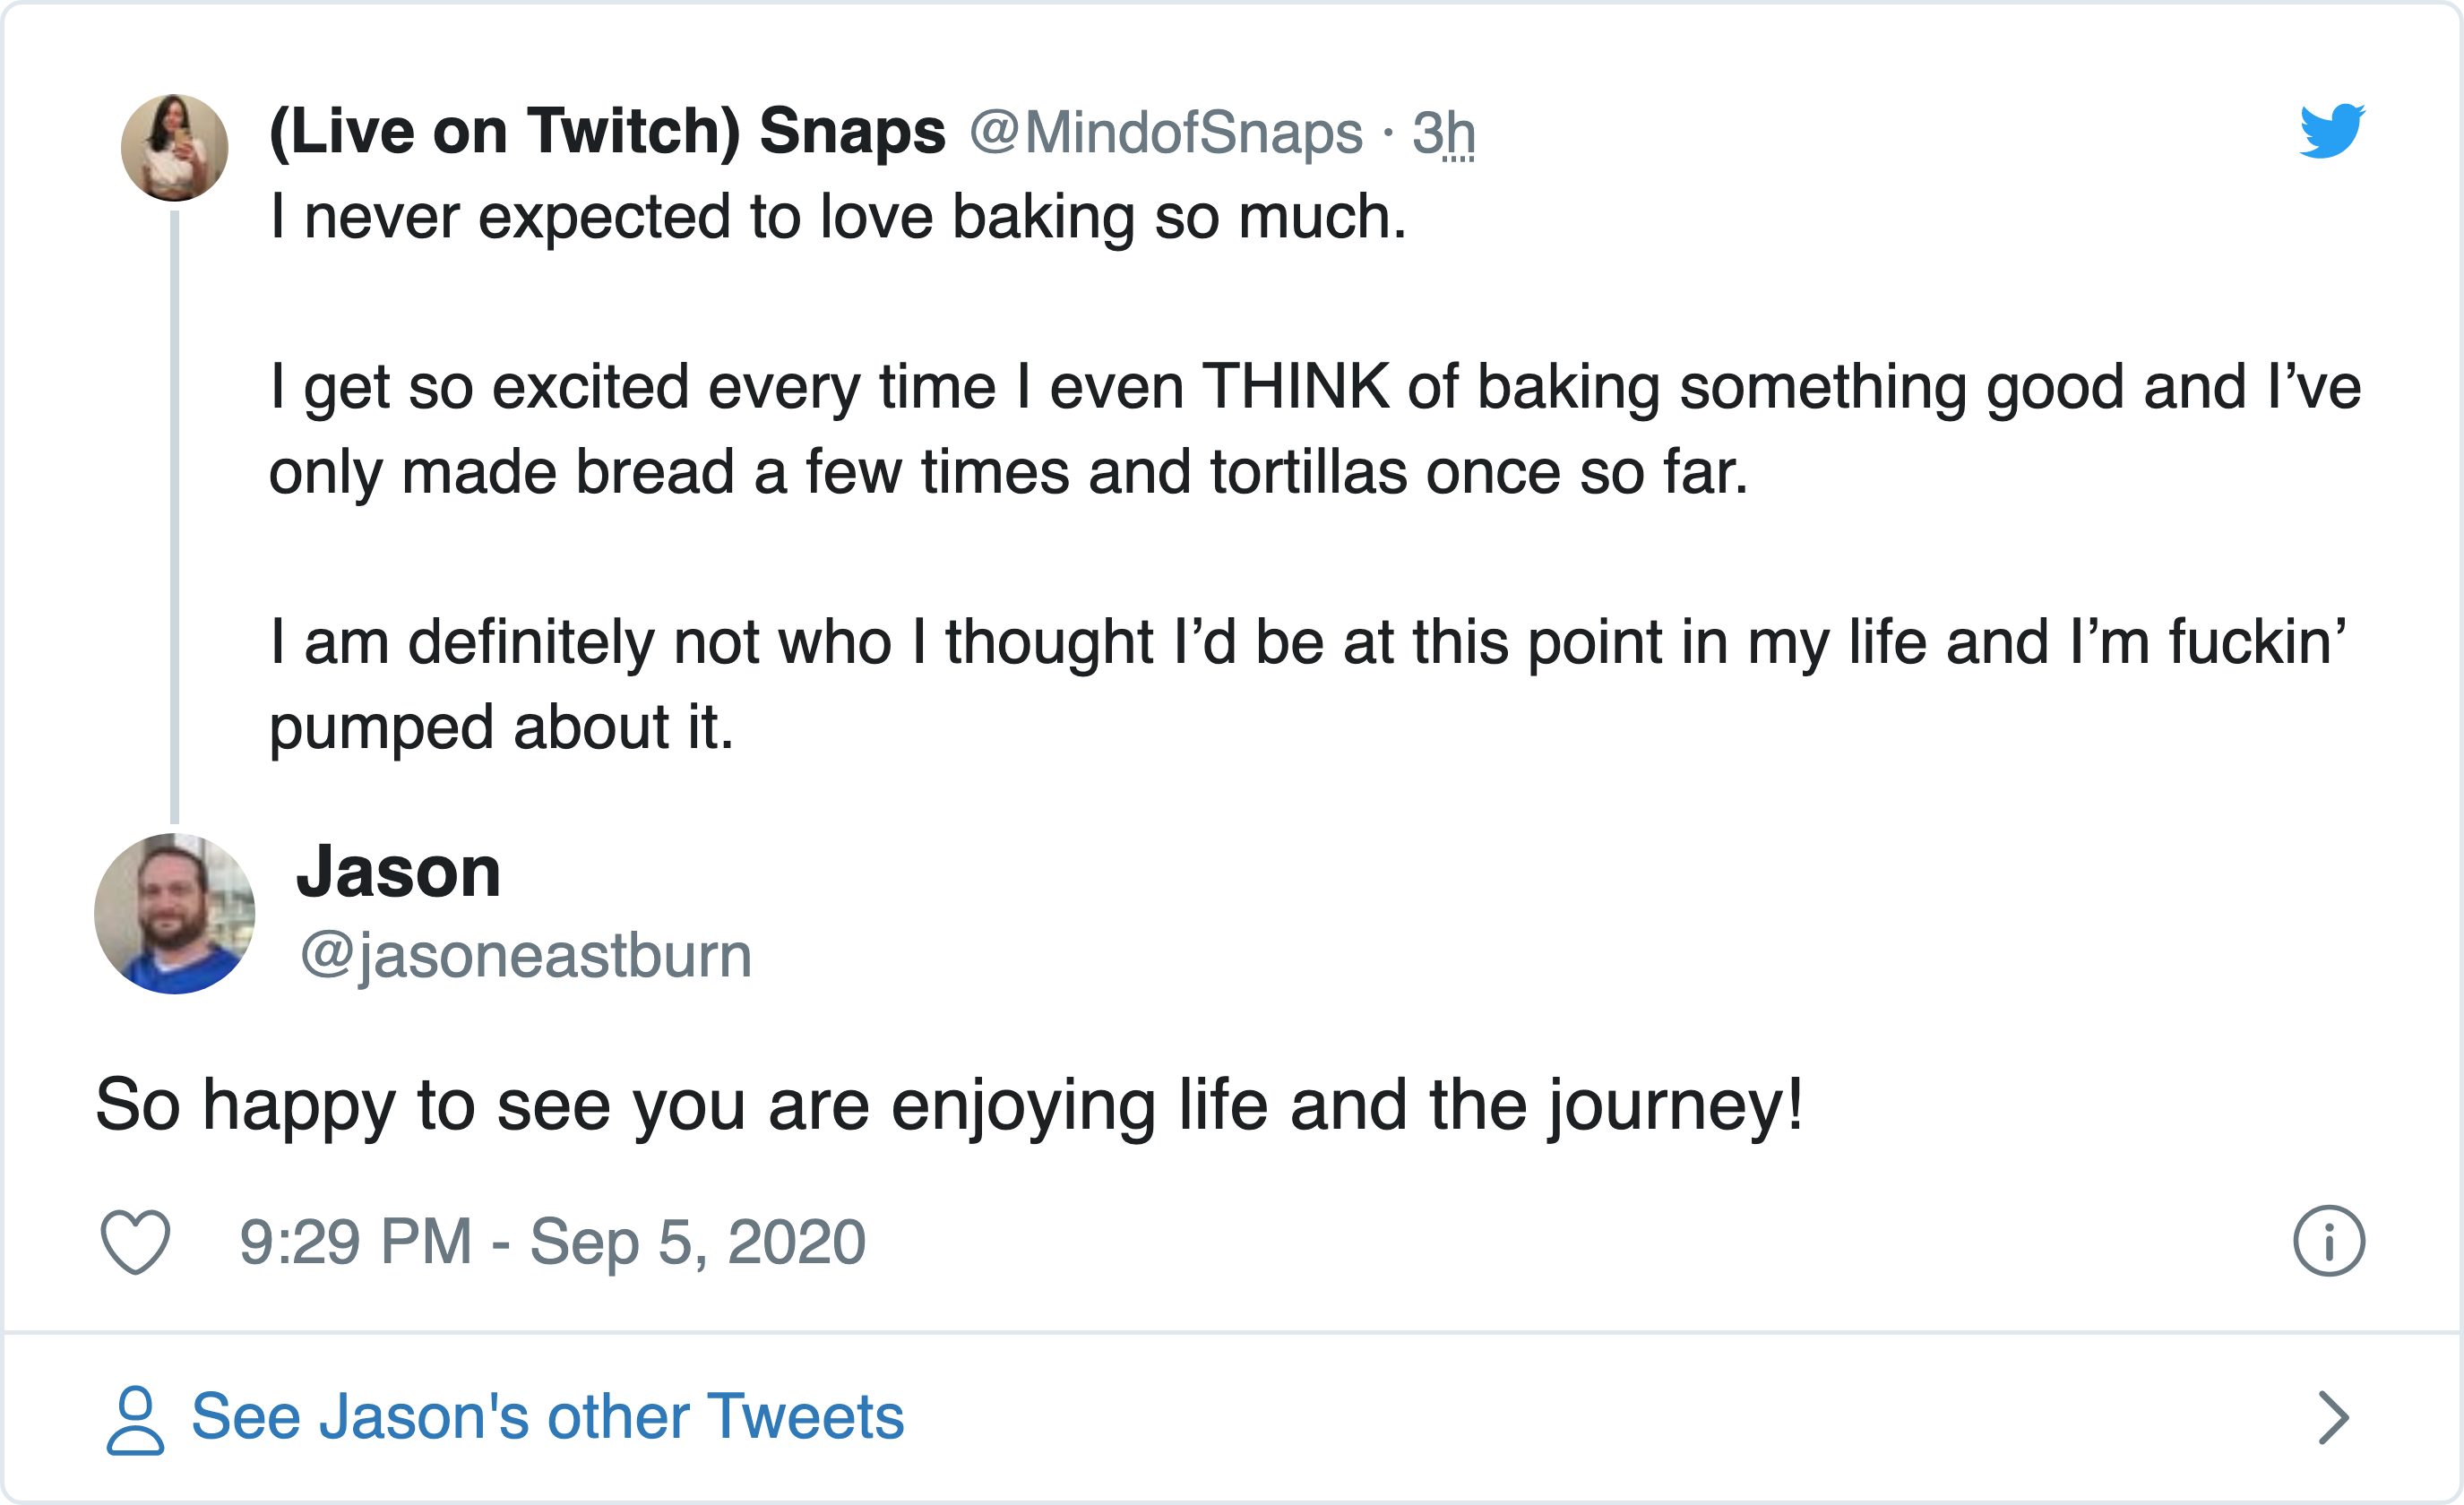 (Live on Twitch) Snaps @MindofSnaps · 3h
I never expected to love baking so much.
I get so excited every time I even THINK of baking something good and I’ve
only made bread a few times and tortillas once so far.
I am definitely not who I thought I’d be at this point in my life and I’m fuckin’
pumped about it.
Jason
@jasoneastburn
So happy to see you are enjoying life and the journey!
9:29 PM - Sep 5, 2020
See Jason's other Tweets